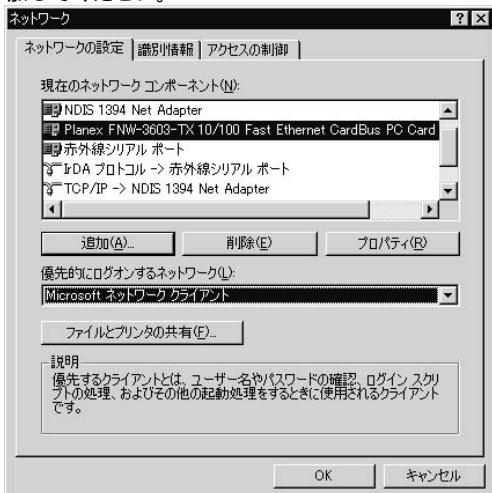 ネットワーク
ネットワークの設定 識別情報 アクセスの制御
現在のネットワーク コンポーネント(N):
NDIS 1394 Net Adapter
Planex FNW-3603-TX 10/100 Fast Ethernet CardBus PC Card
赤外線シリアル ポート
IrDA プロトコル -> 赤外線シリアル ポート
TCP/IP -> NDIS 1394 Net Adapter
追加(A)... 削除(E) プロパティ(R)
優先的にログオンするネットワーク(L):
Microsoft ネットワーク クライアント
ファイルとプリンタの共有(F)...
説明
優先するクライアントとは、ユーザー名やパスワードの確認、ログイン スクリ
プトの処理、およびその他の起動処理をするときに使用されるクライアント
です。
OK キャンセル